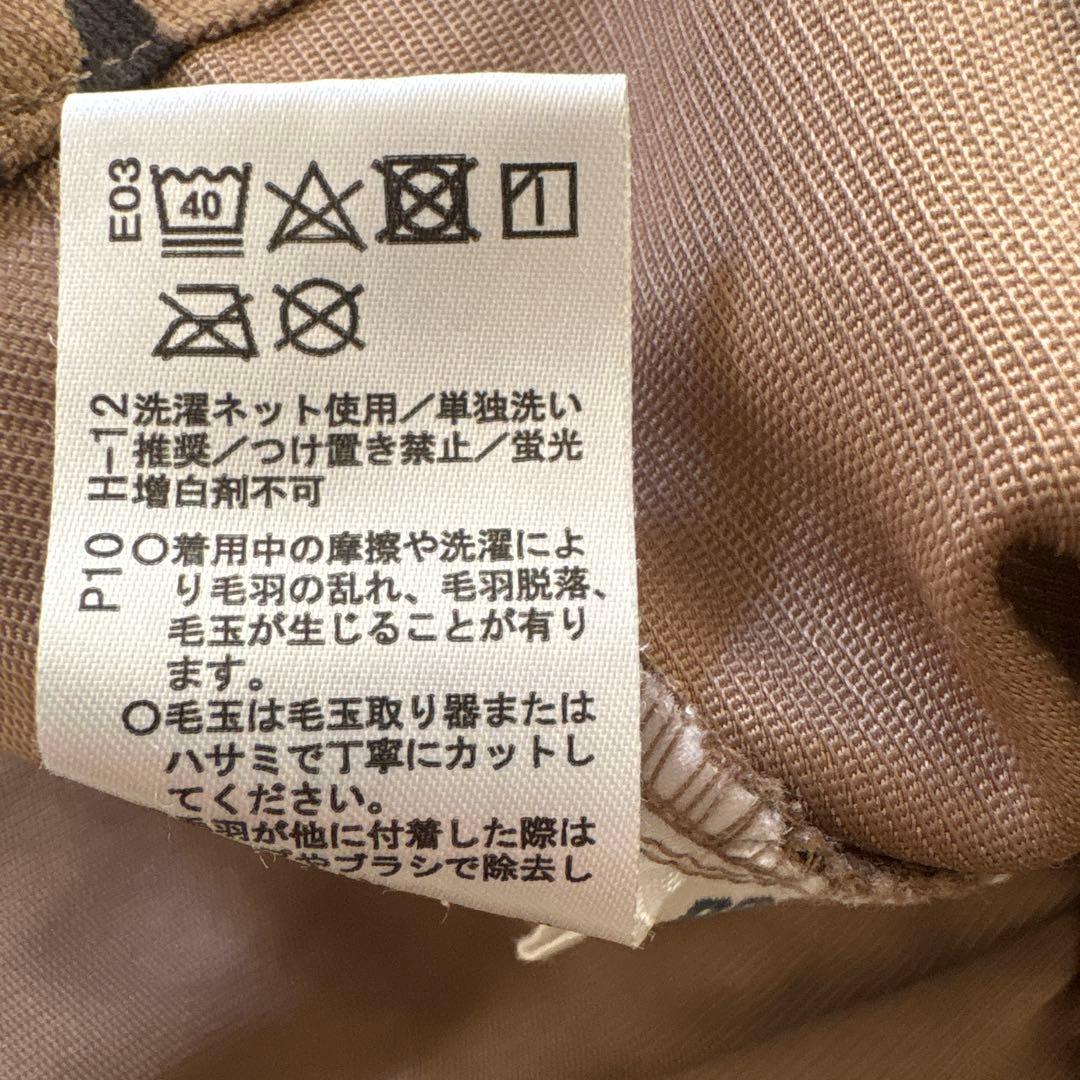 E03
40
H-12 洗濯ネット使用/単独洗い
推奨/つけ置き禁止/蛍光
増白剤不可
P10 ○着用中の摩擦や洗濯によ
り毛羽の乱れ、毛羽脱落、
毛玉が生じることが有り
ます。
○毛玉は毛玉取り器または
ハサミで丁寧にカットし
てください。
羽が他に付着した際は
ブラシで除去し